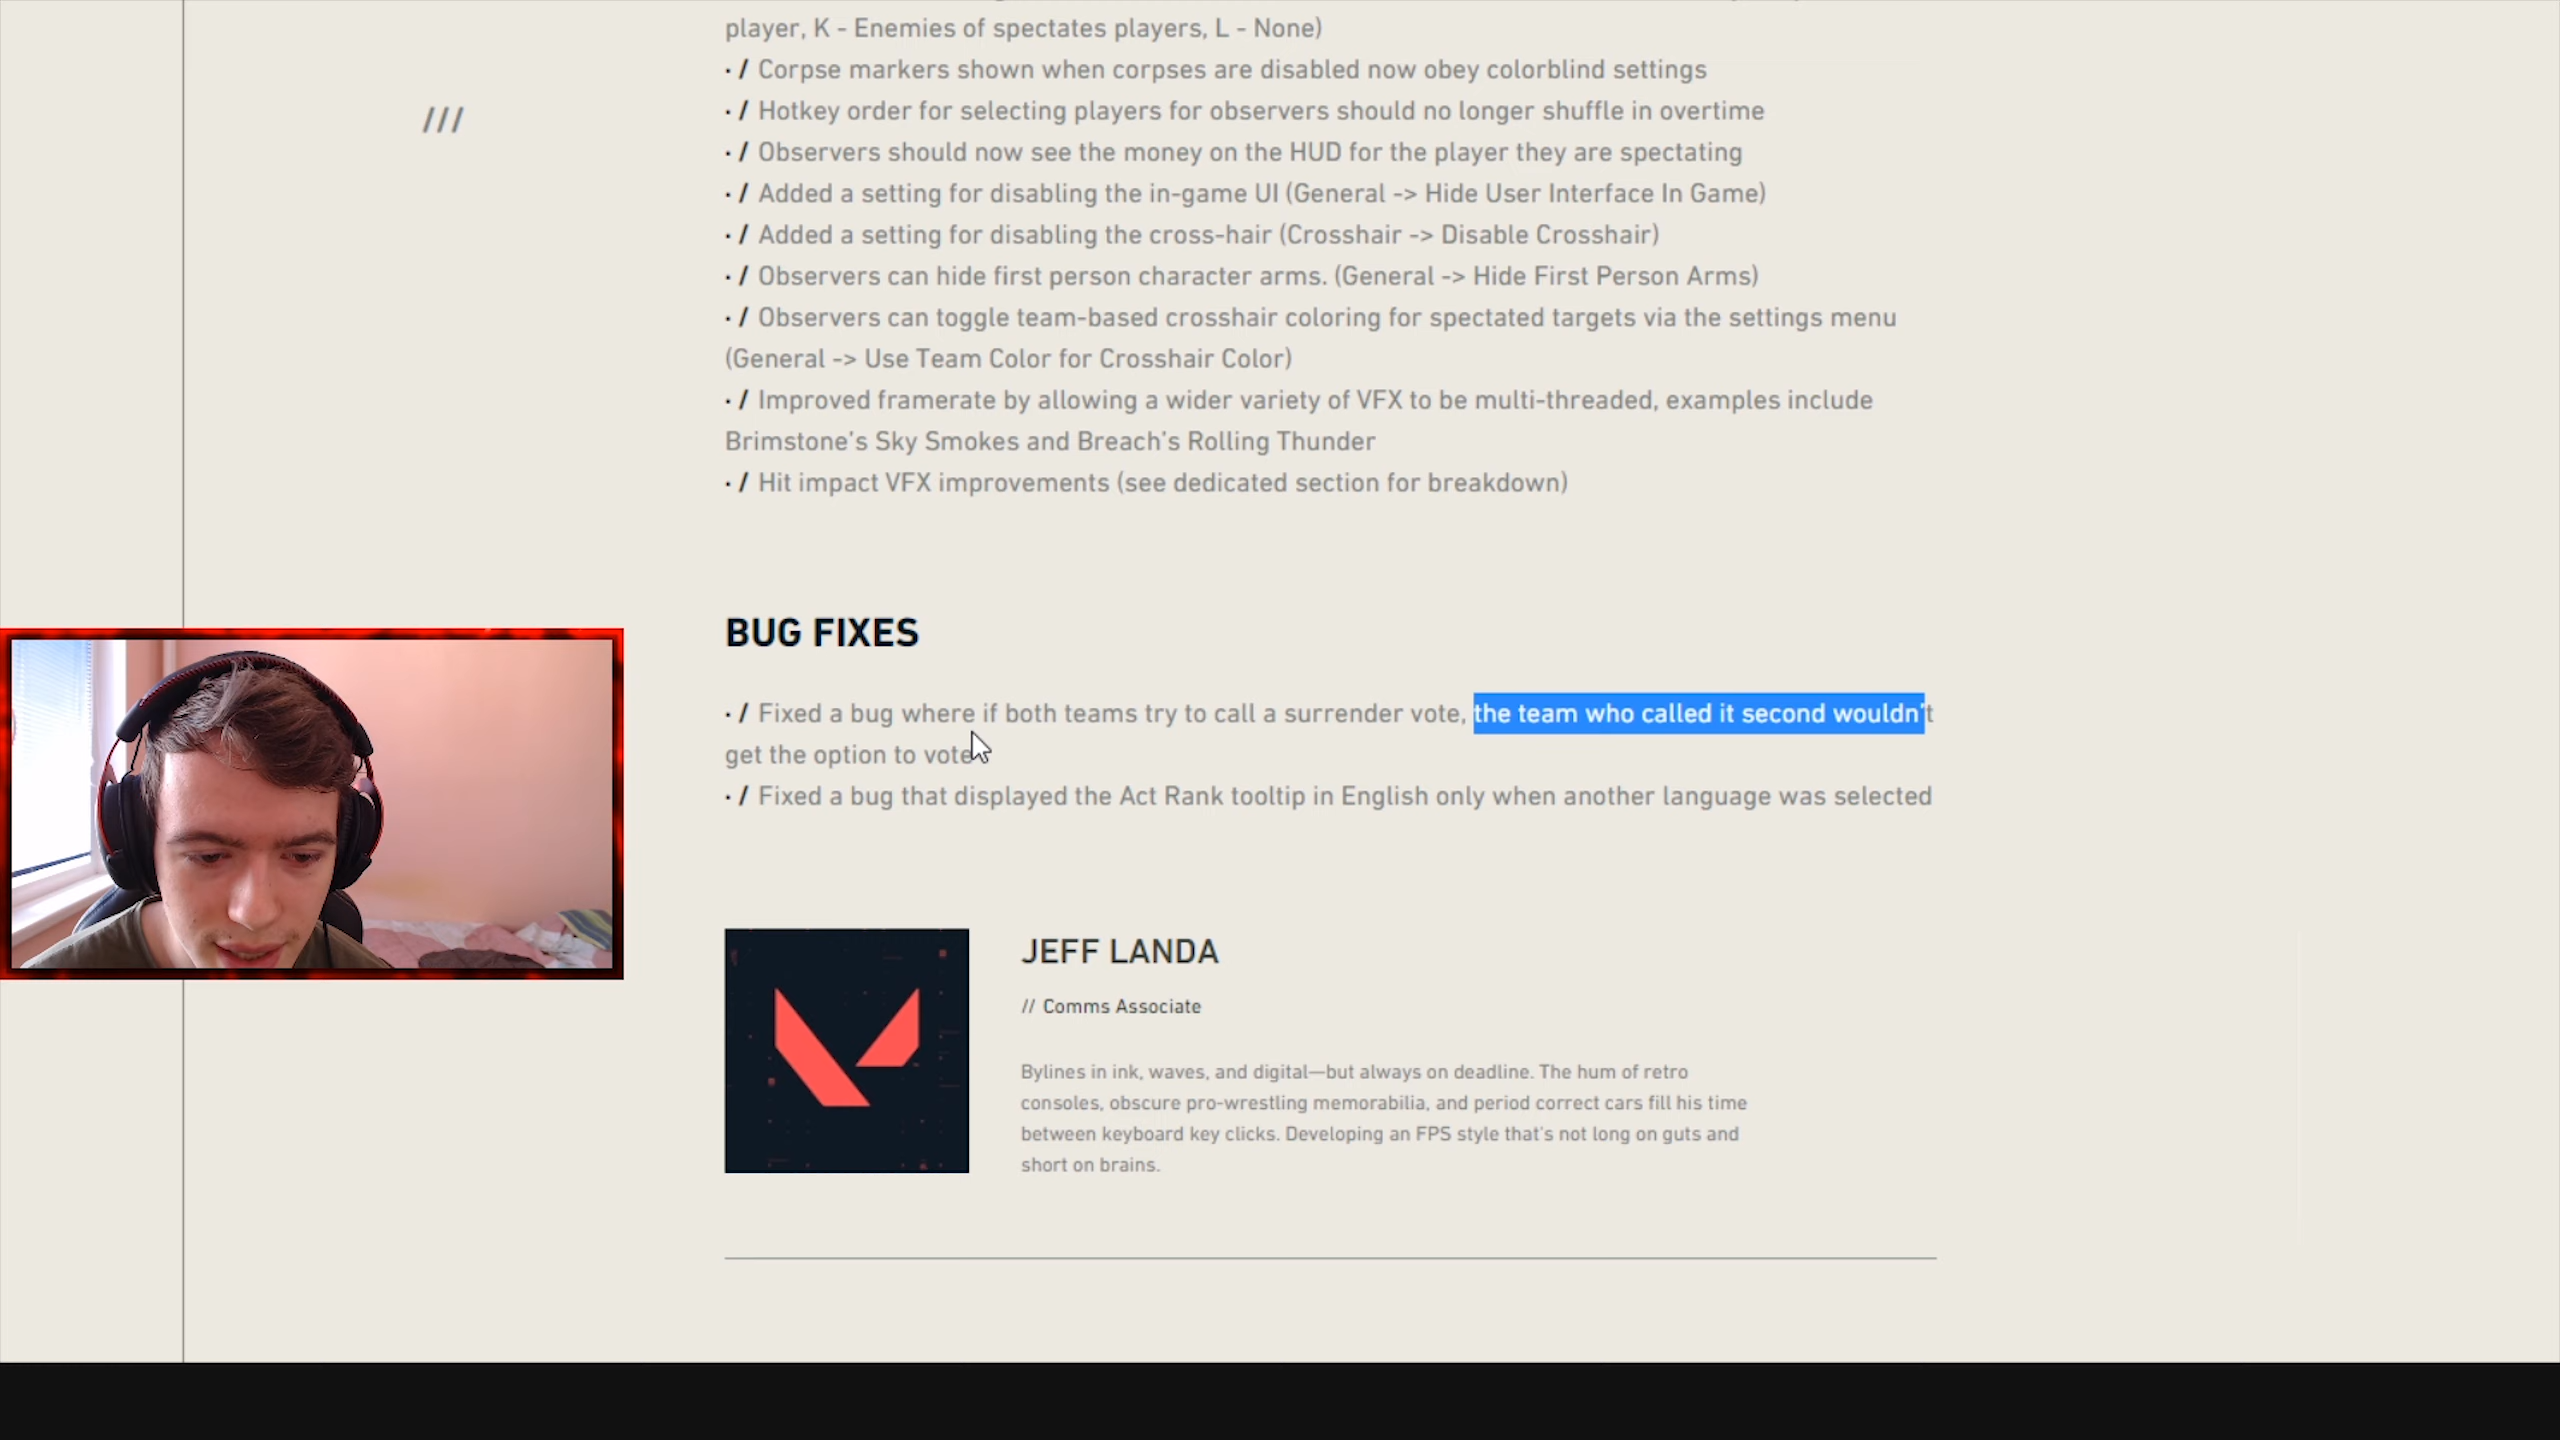 player, K - Enemies of spectates players, L - None)
· / Corpse markers shown when corpses are disabled now obey colorblind settings
///
· / Hotkey order for selecting players for observers should no longer shuffle in overtime
· / Observers should now see the money on the HUD for the player they are spectating
· / Added a setting for disabling the in-game UI (General -> Hide User Interface In Game)
· / Added a setting for disabling the cross-hair (Crosshair -> Disable Crosshair)
· / Observers can hide first person character arms. (General -> Hide First Person Arms)
· / Observers can toggle team-based crosshair coloring for spectated targets via the settings menu
(General -> Use Team Color for Crosshair Color)
· / Improved framerate by allowing a wider variety of VFX to be multi-threaded, examples include
Brimstone’s Sky Smokes and Breach’s Rolling Thunder
· / Hit impact VFX improvements (see dedicated section for breakdown)
BUG FIXES
· / Fixed a bug where if both teams try to call a surrender vote, the team who called it second wouldn’t
get the option to vote
· / Fixed a bug that displayed the Act Rank tooltip in English only when another language was selected
JEFF LANDA
// Comms Associate
Bylines in ink, waves, and digital—but always on deadline. The hum of retro
consoles, obscure pro-wrestling memorabilia, and period correct cars fill his time
between keyboard key clicks. Developing an FPS style that's not long on guts and
short on brains.